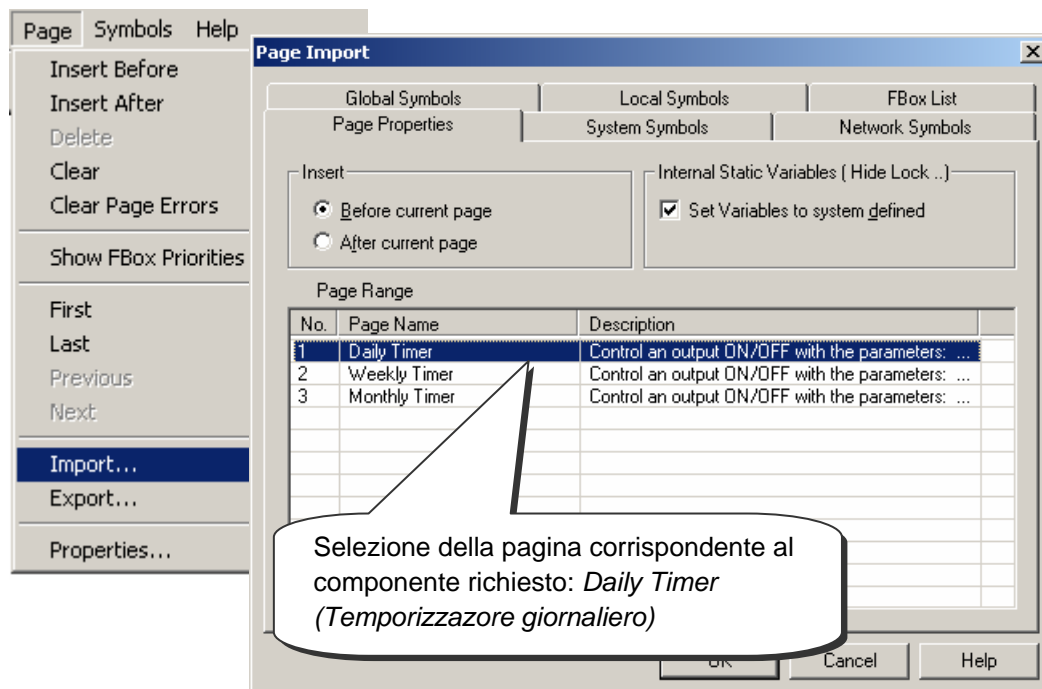 Page Symbols Help
Insert Before
Insert After
Delete
Clear
Clear Page Errors
Show FBox Priorities
First
Last
Previous
Next
Import...
Export...
Properties...
Page Import
Global Symbols Local Symbols FBox List
Page Properties System Symbols Network Symbols
Insert
Before current page
After current page
Internal Static Variables ( Hide Lock ..)
Set Variables to system defined
Page Range
No. Page Name Description
1 Daily Timer Control an output ON/OFF with the parameters: ...
2 Weekly Timer Control an output ON/OFF with the parameters: ...
3 Monthly Timer Control an output ON/OFF with the parameters: ...
Selezione della pagina corrispondente al
componente richiesto: Daily Timer
(Temporizzazore giornaliero)
OK Cancel Help